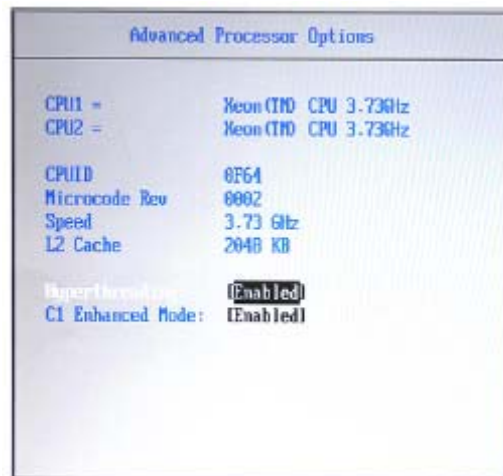 Advanced Processor Options
CPU1 = Xeon(TM) CPU 3.73GHz
CPU2 = Xeon(TM) CPU 3.73GHz
CPUID 0F64
Microcode Rev 0002
Speed 3.73 GHz
L2 Cache 2048 KB
Hyperthreading [Enabled]
C1 Enhanced Mode: [Enabled]